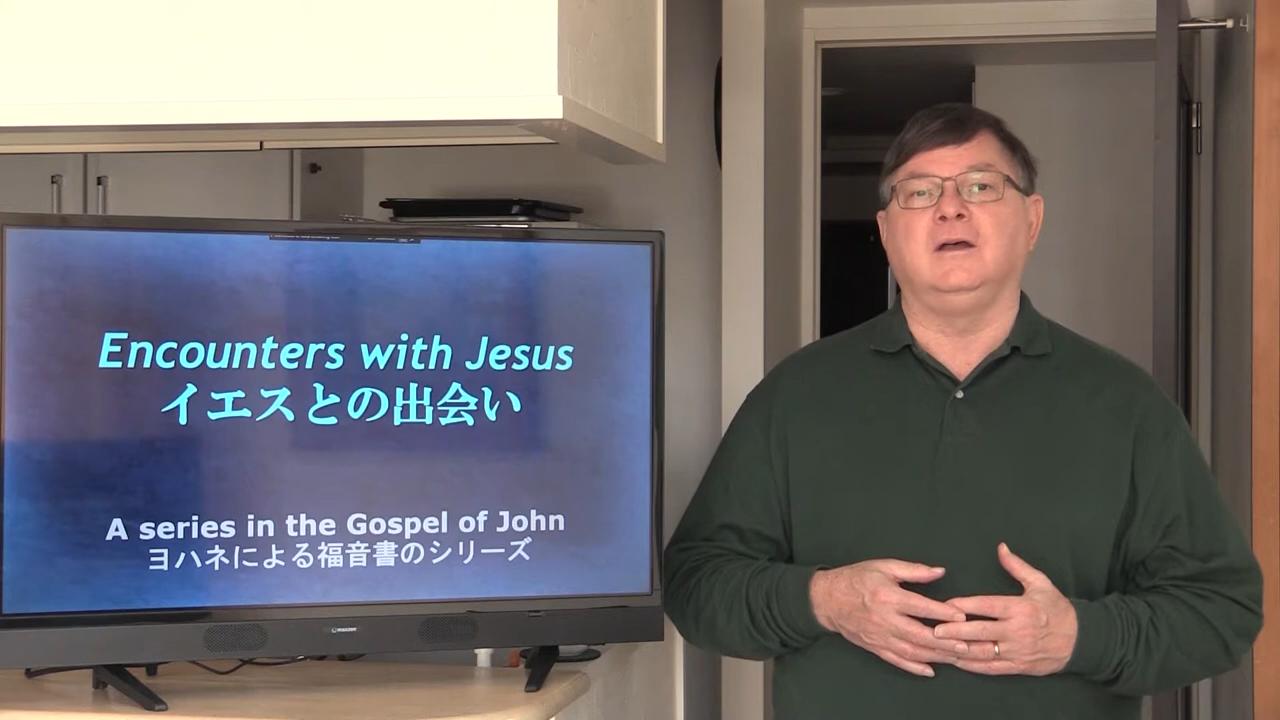 Encounters with Jesus
イエスとの出会い
A series in the Gospel of John
ヨハネによる福音書のシリーズ